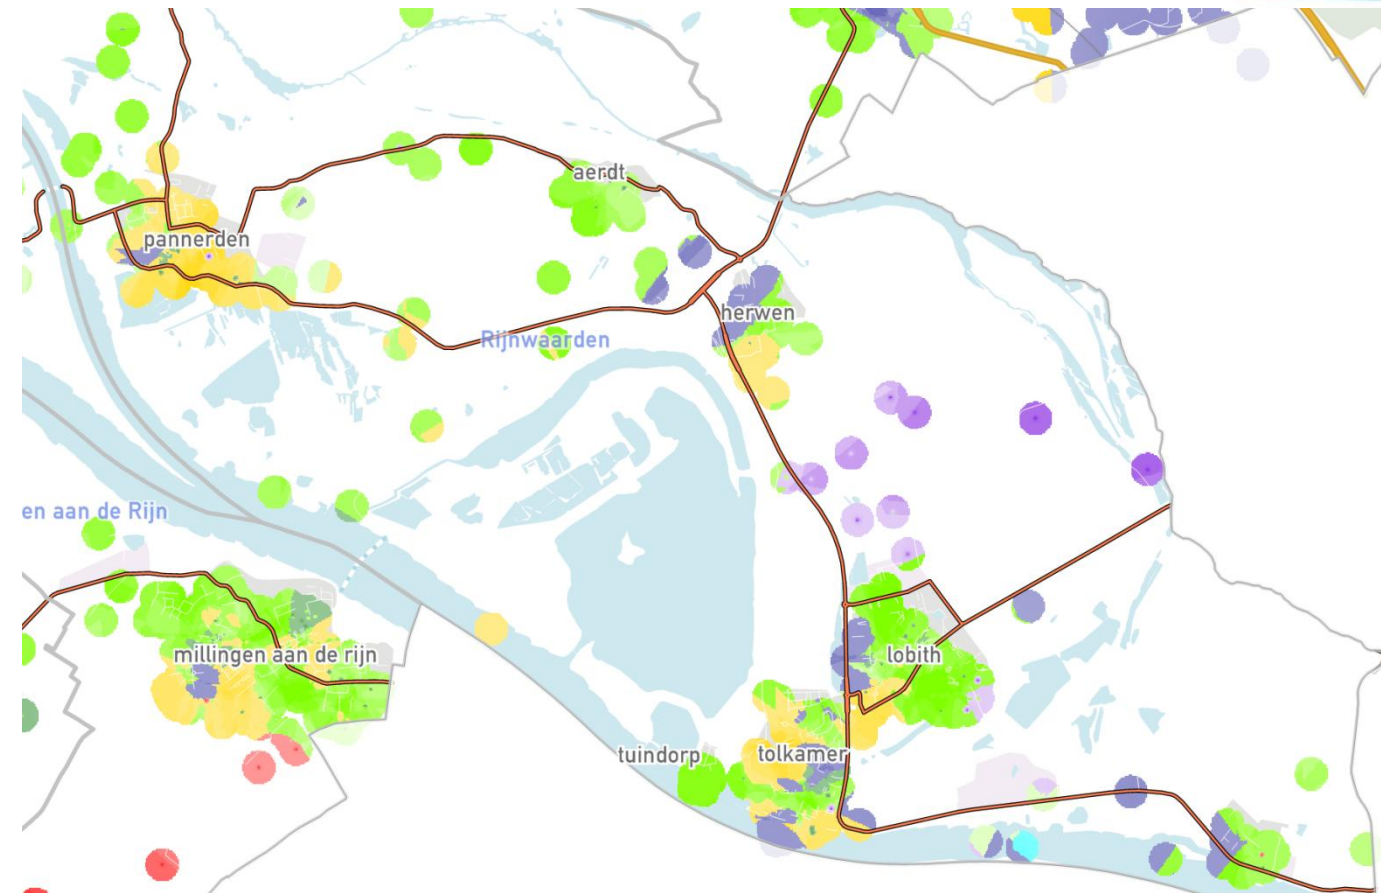 aerdt
pannerden
herwen
Rijnwaarden
en aan de Rijn
millingen aan de rijn
lobith
tuindorp
tolkamer